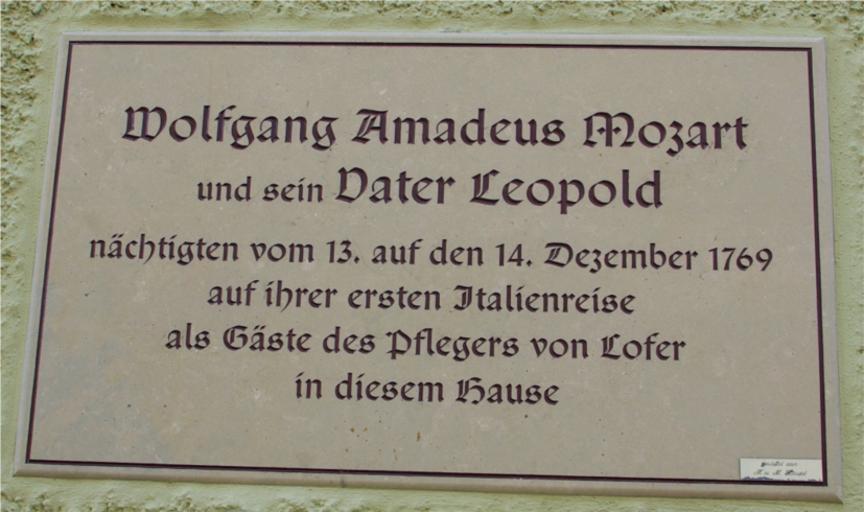 Wolfgang Amadeus Mozart
und sein Vater Leopold
nächtigten vom 13. auf den 14. Dezember 1769
auf ihrer ersten Italienreise
als Gäste des Pflegers von Lofer
in diesem Hause